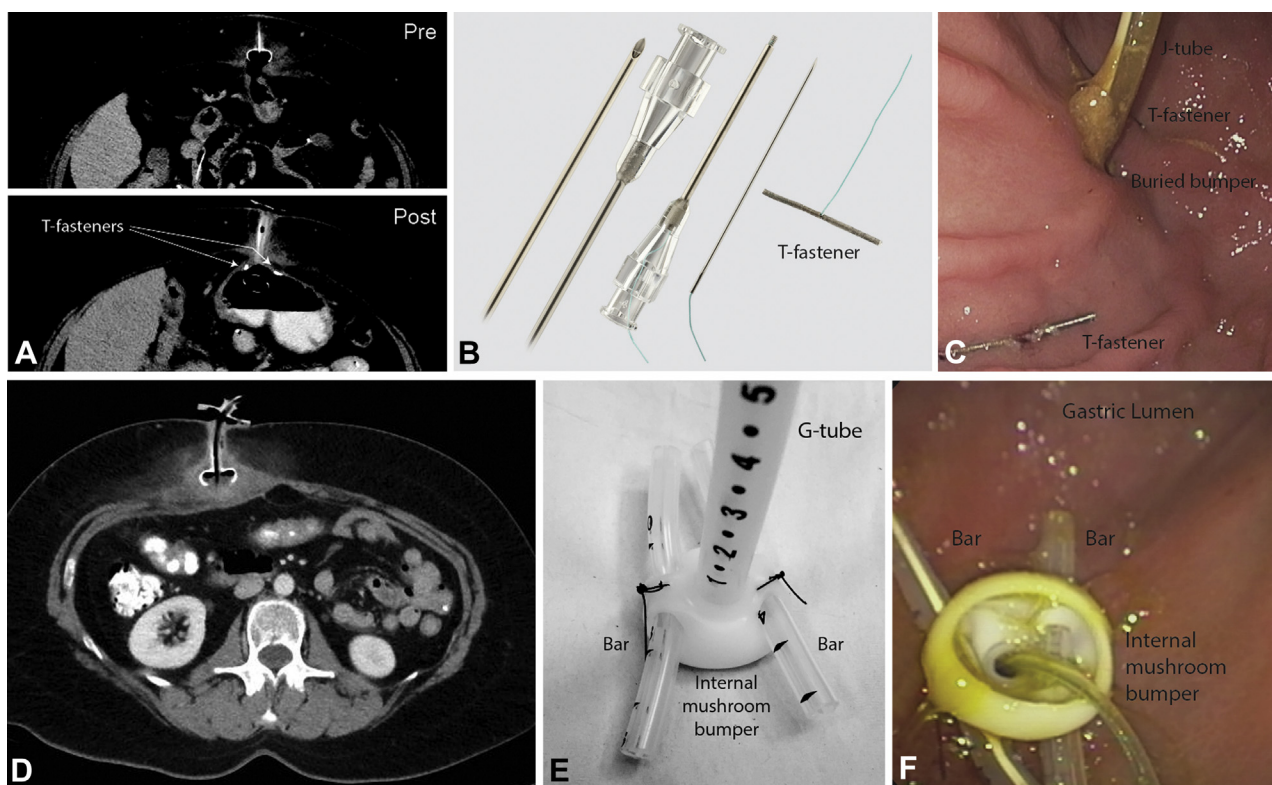 Pre
Post
T-fasteners
A
T-fastener
B
J-tube
T-fastener
Buried bumper
T-fastener
C
D
5
4
3
2
1
G-tube
Bar
Bar
Internal
mushroom
bumper
E
Gastric Lumen
Bar
Bar
Internal
mushroom
bumper
F